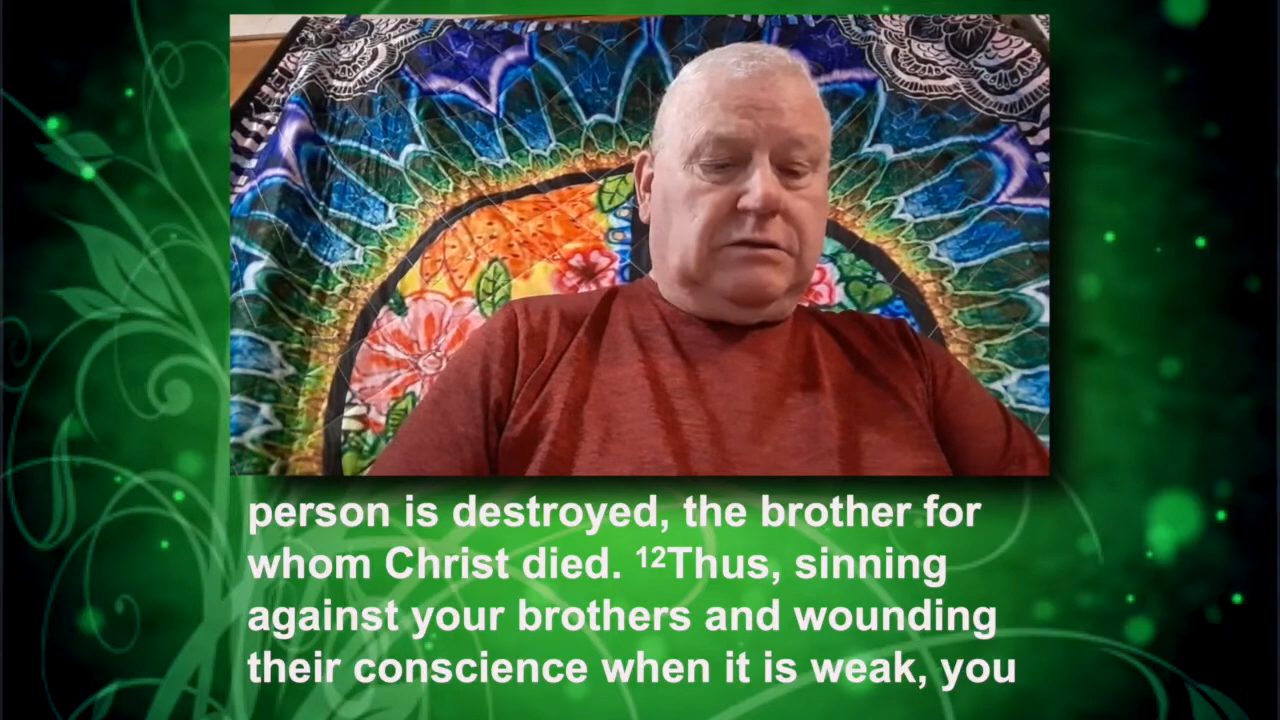 person is destroyed, the brother for
whom Christ died. ¹²Thus, sinning
against your brothers and wounding
their conscience when it is weak, you